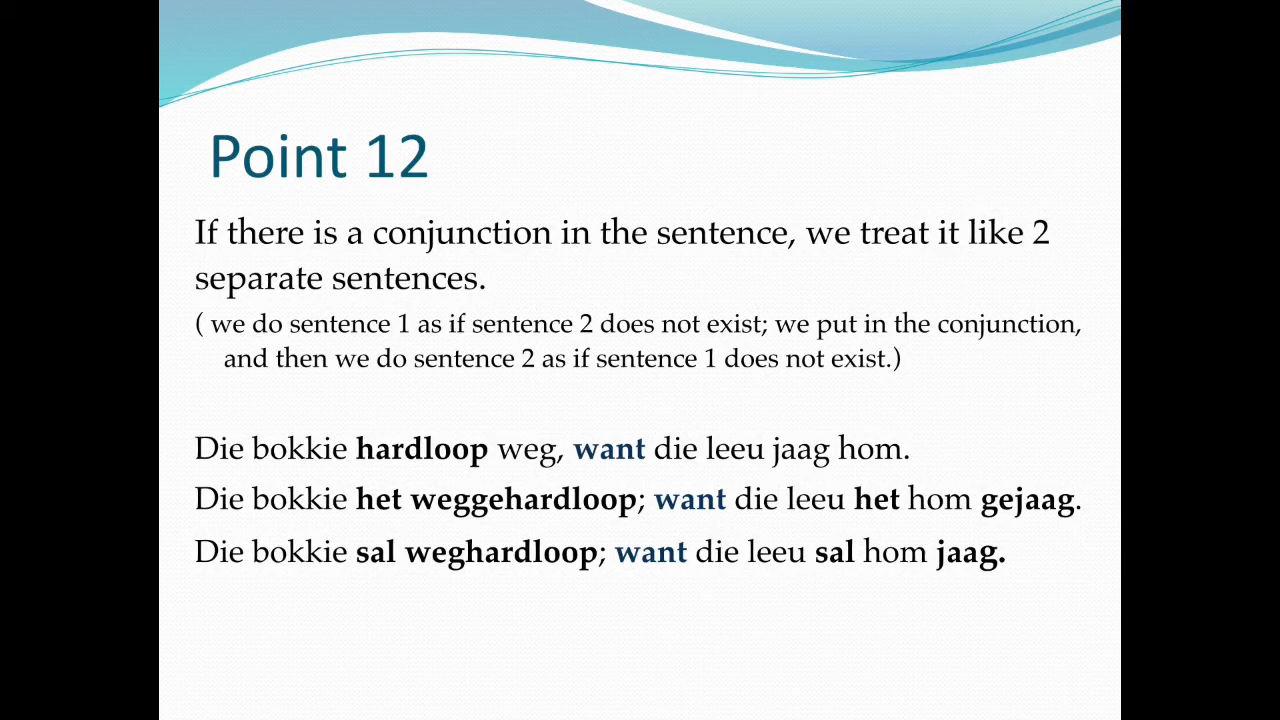 Point 12
If there is a conjunction in the sentence, we treat it like 2
separate sentences.
( we do sentence 1 as if sentence 2 does not exist; we put in the conjunction,
and then we do sentence 2 as if sentence 1 does not exist.)
Die bokkie hardloop weg, want die leeu jaag hom.
Die bokkie het weggehardloop; want die leeu het hom gejaag.
Die bokkie sal weghardloop; want die leeu sal hom jaag.